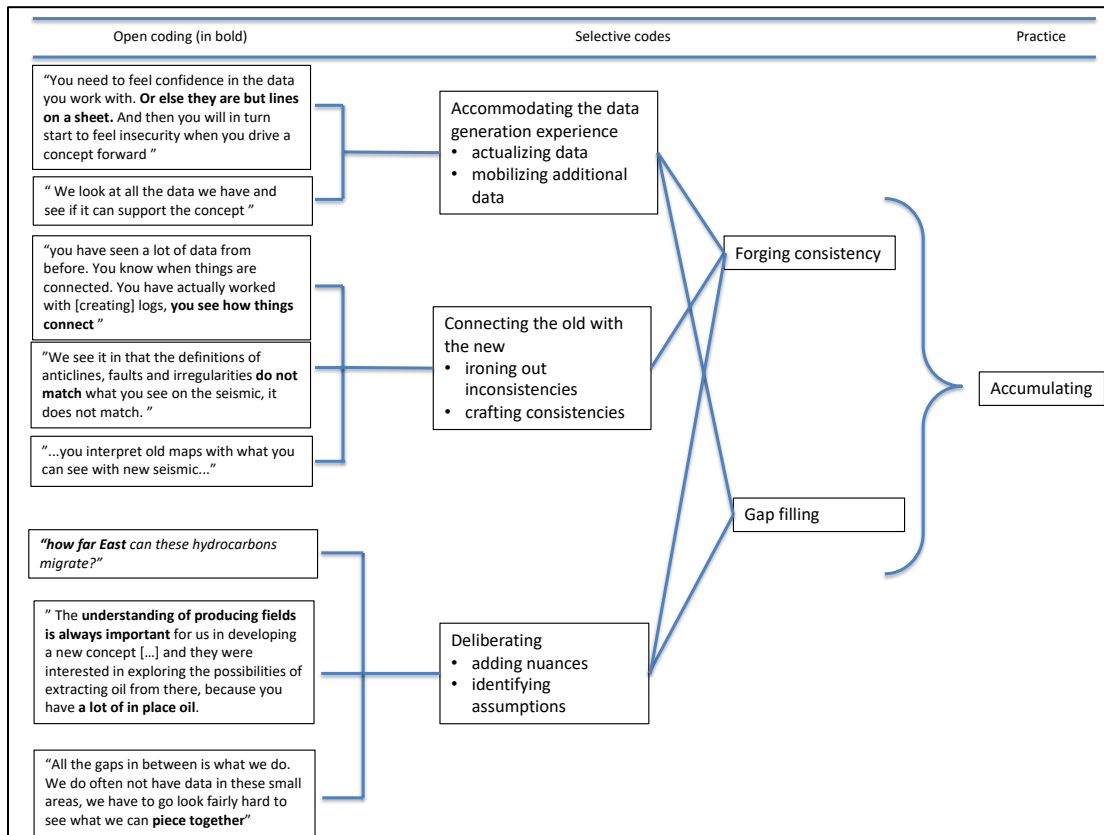 Open coding (in bold)
Selective codes
Practice
“You need to feel confidence in the data
you work with. Or else they are but lines
on a sheet. And then you will in turn
start to feel insecurity when you drive a
concept forward ”
“ We look at all the data we have and
see if it can support the concept ”
“you have seen a lot of data from
before. You know when things are
connected. You have actually worked
with [creating] logs, you see how things
connect ”
”We see it in that the definitions of
anticlines, faults and irregularities do not
match what you see on the seismic, it
does not match. ”
”...you interpret old maps with what you
can see with new seismic...”
“how far East can these hydrocarbons
migrate?”
” The understanding of producing fields
is always important for us in developing
a new concept […] and they were
interested in exploring the possibilities of
extracting oil from there, because you
have a lot of in place oil.
“All the gaps in between is what we do.
We do often not have data in these small
areas, we have to go look fairly hard to
see what we can piece together”
Accommodating the data
generation experience
• actualizing data
• mobilizing additional
data
Connecting the old with
the new
• ironing out
inconsistencies
• crafting consistencies
Deliberating
• adding nuances
• identifying
assumptions
Forging consistency
Gap filling
Accumulating